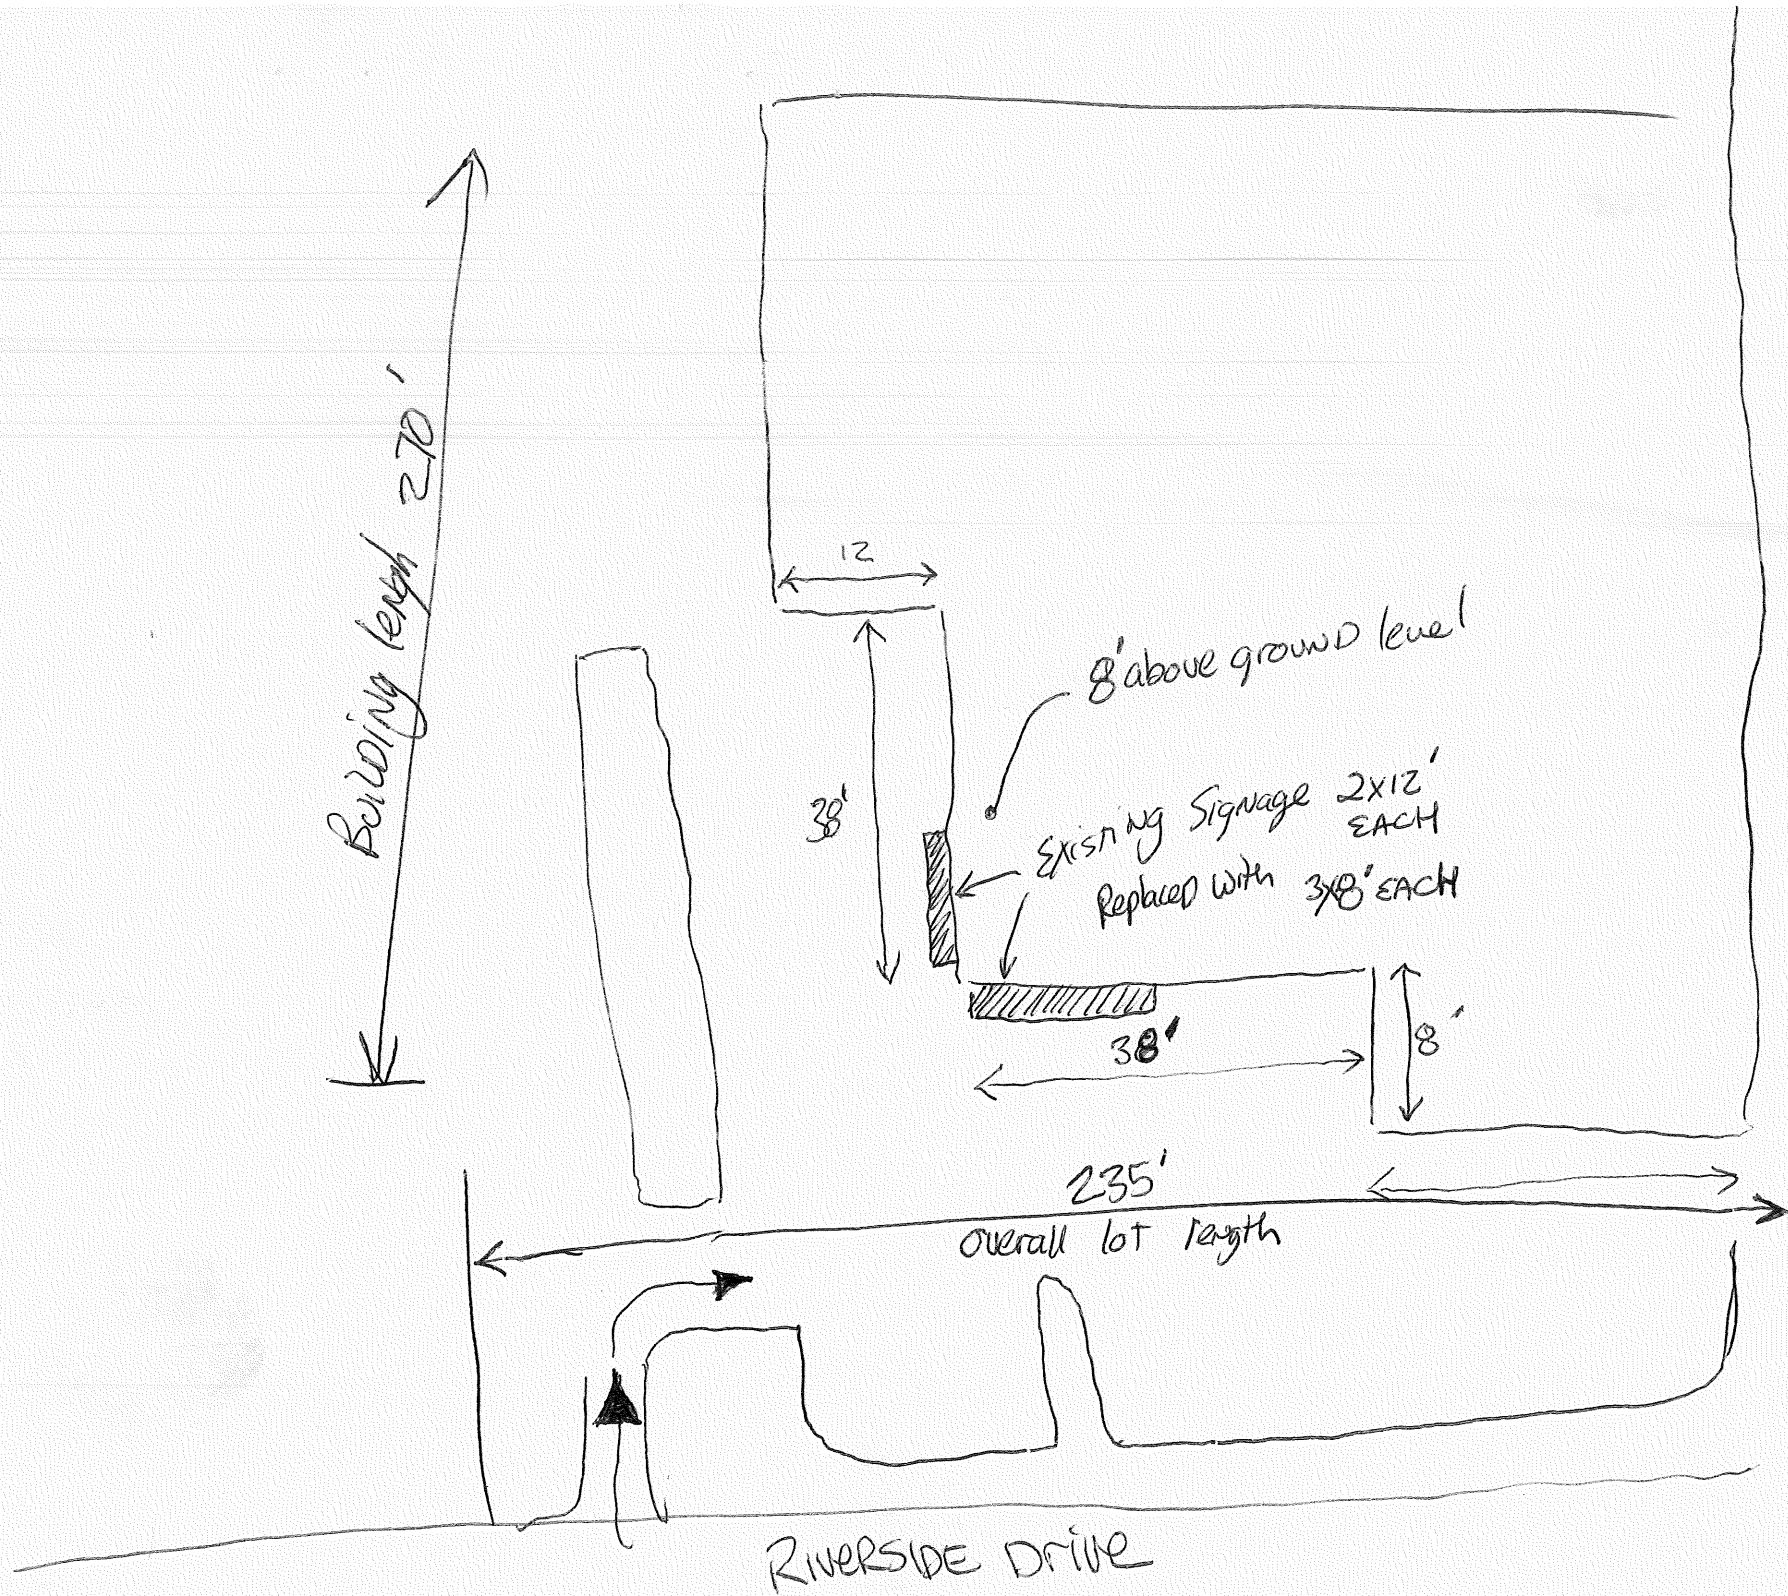 Building lengh 270'
12
38'
8' above ground level
Existing Signage 2x12'
EACH
Replaced with 3x8' EACH
38'
8'
235'
overall lot length
RIVERSIDE Drive